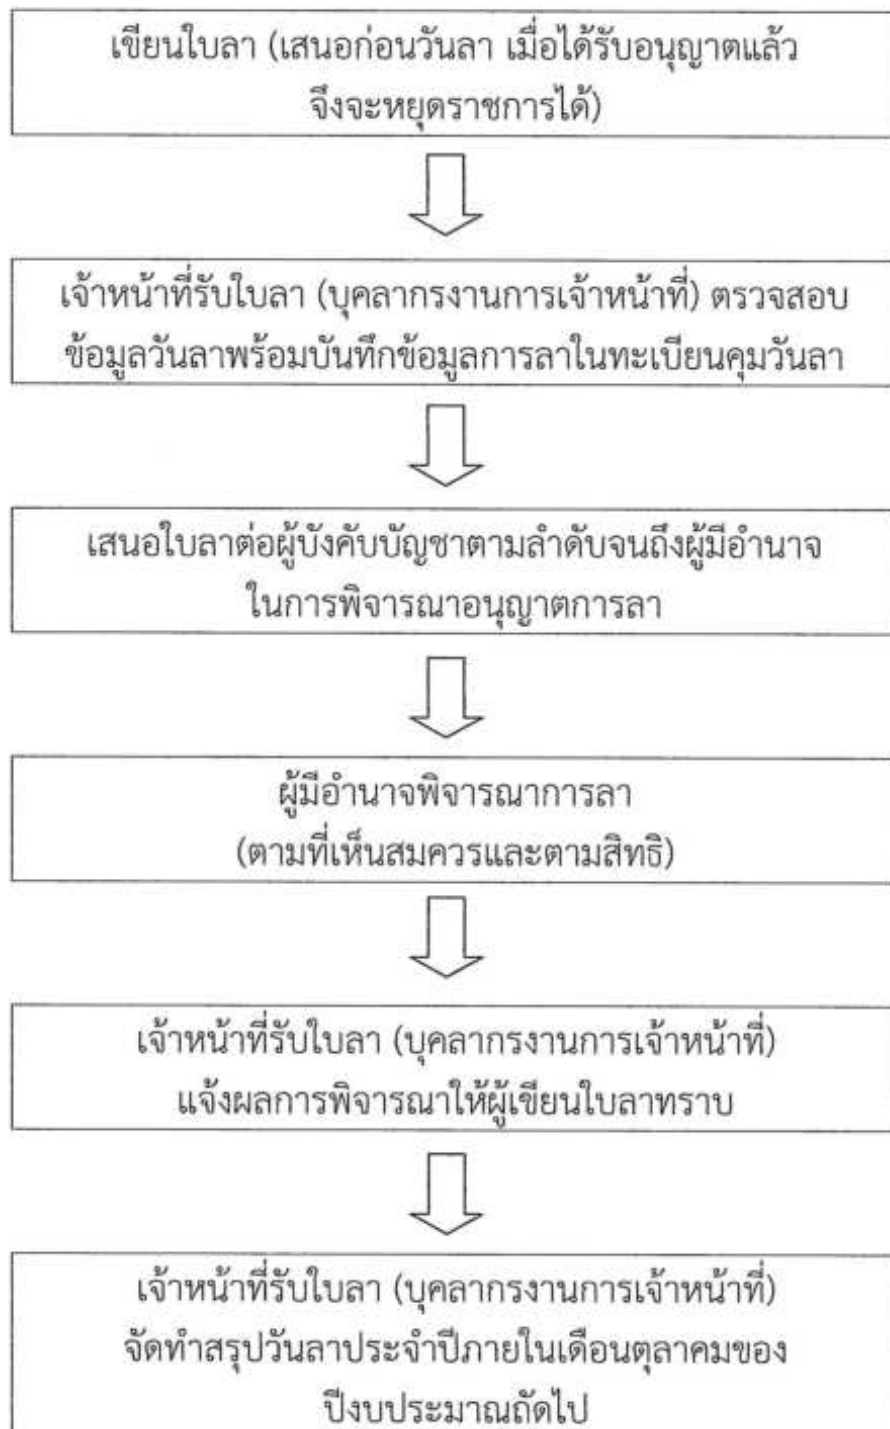 เขียนใบลา (เสนอก่อนวันลา เมื่อได้รับอนุญาตแล้ว
จึงจะหยุดราชการได้)
เจ้าหน้าที่รับใบลา (บุคลากรงานการเจ้าหน้าที่) ตรวจสอบ
ข้อมูลวันลาพร้อมบันทึกข้อมูลการลาในทะเบียนคุมวันลา
เสนอใบลาต่อผู้บังคับบัญชาตามลำดับจนถึงผู้มีอำนาจ
ในการพิจารณาอนุญาตการลา
ผู้มีอำนาจพิจารณาการลา
(ตามที่เห็นสมควรและตามสิทธิ)
เจ้าหน้าที่รับใบลา (บุคลากรงานการเจ้าหน้าที่)
แจ้งผลการพิจารณาให้ผู้เขียนใบลาทราบ
เจ้าหน้าที่รับใบลา (บุคลากรงานการเจ้าหน้าที่)
จัดทำสรุปวันลาประจำปีภายในเดือนตุลาคมของ
ปีงบประมาณถัดไป